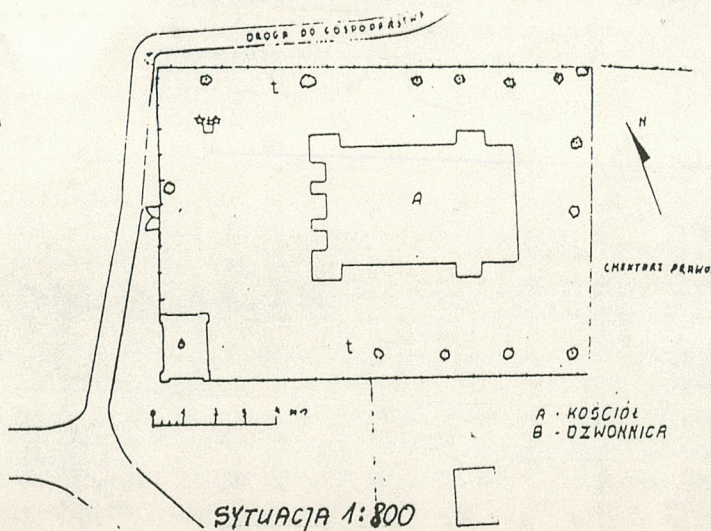 DROGA DO GOSPODARSTWA
t
t
N
A
CMENTARZ PRAWO
B
t
A - KOŚCIÓŁ
B - DZWONNICA
SYTUACJA 1:800